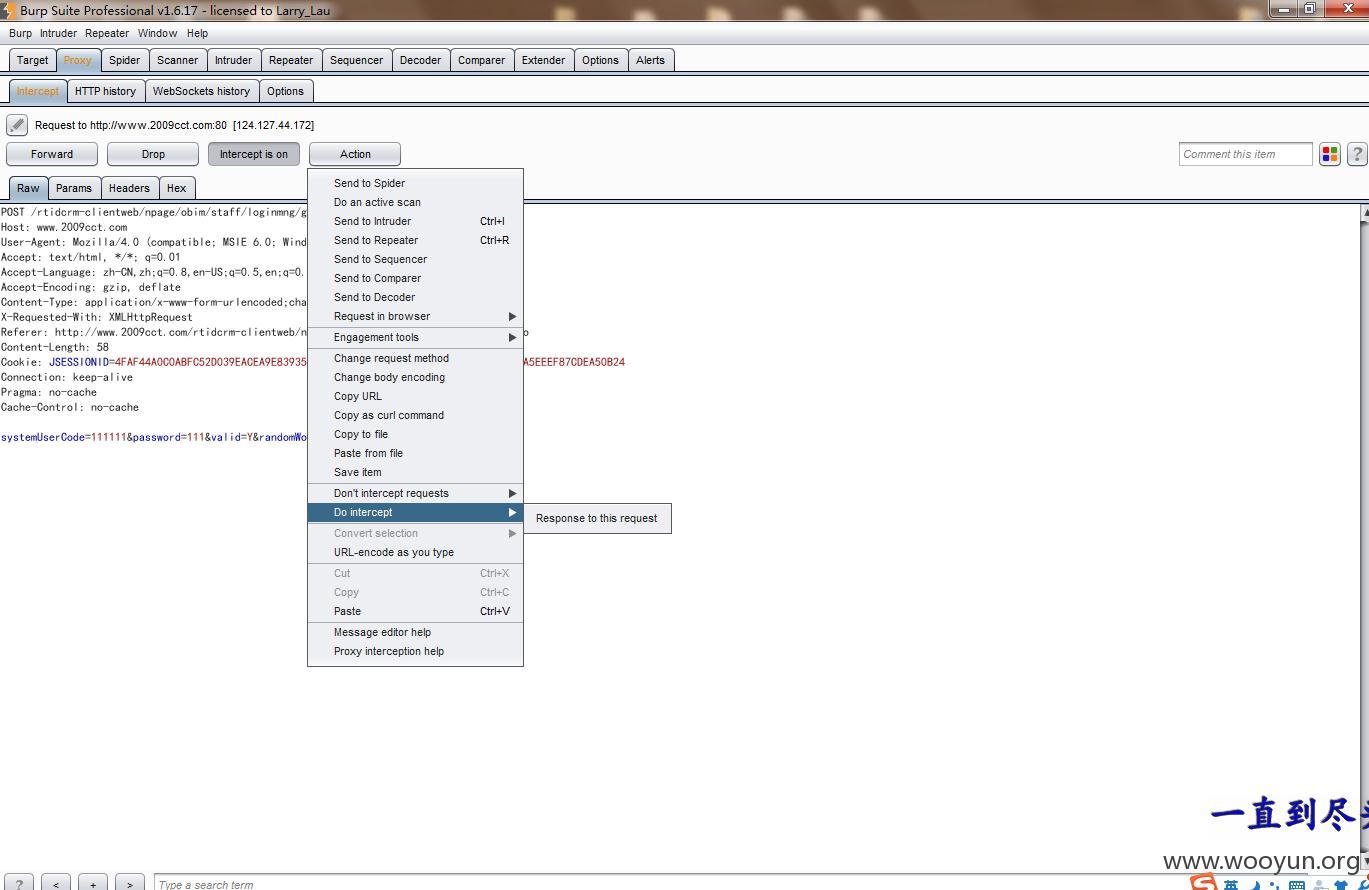 Burp Suite Professional v1.6.17 - licensed to Larry_Lau
Burp Intruder Repeater Window Help
Target Proxy Spider Scanner Intruder Repeater Sequencer Decoder Comparer Extender Options Alerts
Intercept HTTP history WebSockets history Options
Request to http://www.2009cct.com:80 [124.127.44.172]
Forward Drop Intercept is on Action Comment this item ?
Raw Params Headers Hex
POST /rtidcrm-clientweb/npage/obim/staff/loginmng/g
Host: www.2009cct.com
User-Agent: Mozilla/4.0 (compatible; MSIE 6.0; Wind
Accept: text/html, */*; q=0.01
Accept-Language: zh-CN,zh;q=0.8,en-US;q=0.5,en;q=0.
Accept-Encoding: gzip, deflate
Content-Type: application/x-www-form-urlencoded;cha
X-Requested-With: XMLHttpRequest
Referer: http://www.2009cct.com/rtidcrm-clientweb/n o
Content-Length: 58
Cookie: JSESSIONID=4FAF44A0C0ABFC52D039EACEA9E83935 A5EEEF87CDEA50B24
Connection: keep-alive
Pragma: no-cache
Cache-Control: no-cache
systemUserCode=111111&password=111&valid=Y&randomWo
Send to Spider
Do an active scan
Send to Intruder Ctrl+I
Send to Repeater Ctrl+R
Send to Sequencer
Send to Comparer
Send to Decoder
Request in browser
Engagement tools
Change request method
Change body encoding
Copy URL
Copy as curl command
Copy to file
Paste from file
Save item
Don't intercept requests
Do intercept
Response to this request
Convert selection
URL-encode as you type
Cut Ctrl+X
Copy Ctrl+C
Paste Ctrl+V
Message editor help
Proxy interception help
一直到尽
www.wooyun.org
? < + > Type a search term
英